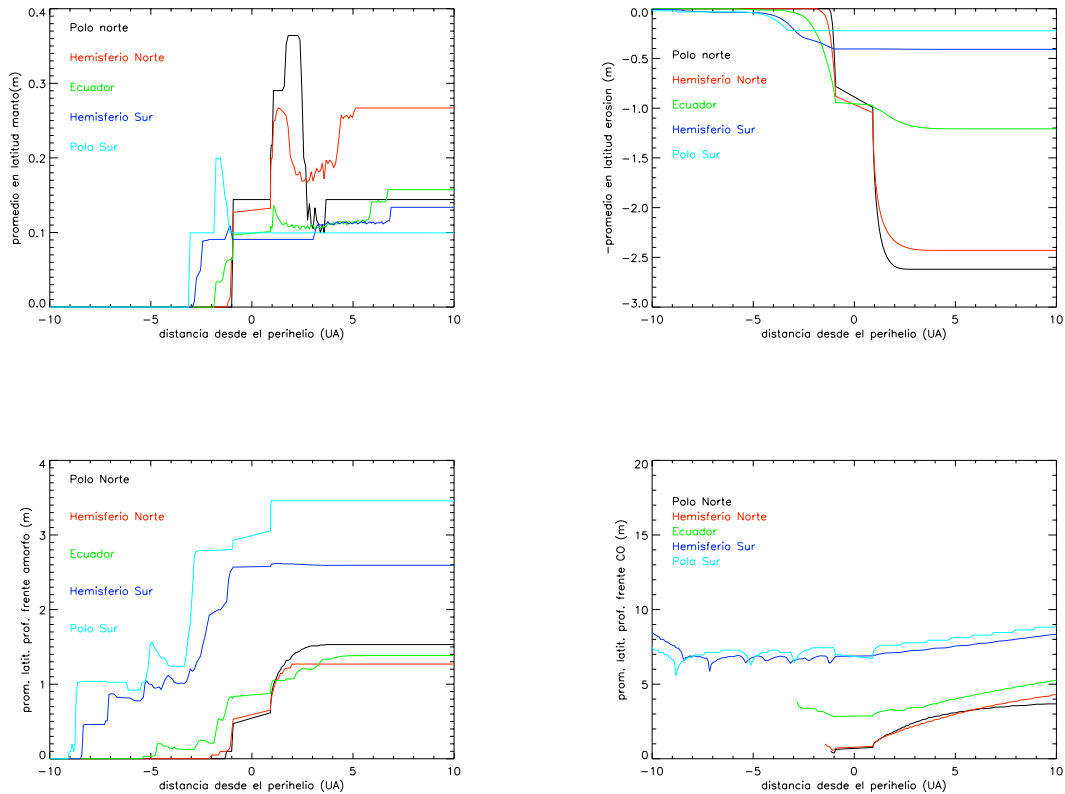 promedio en latitud manto(m)
0.4
0.3
0.2
0.1
0.0
Polo norte
Hemisferio Norte
Ecuador
Hemisferio Sur
Polo Sur
-10
-5
0
5
10
distancia desde el perihelio (UA)
-promedio en latitud erosion (m)
0.0
-0.5
-1.0
-1.5
-2.0
-2.5
-3.0
Polo norte
Hemisferio Norte
Ecuador
Hemisferio Sur
Polo Sur
-10
-5
0
5
10
distancia desde el perihelio (UA)
prom. latit. prof. frente amorfo (m)
4
3
2
1
0
Polo Norte
Hemisferio Norte
Ecuador
Hemisferio Sur
Polo Sur
-10
-5
0
5
10
distancia desde el perihelio (UA)
prom. latit. prof. frente CO (m)
20
15
10
5
0
Polo Norte
Hemisferio Norte
Ecuador
Hemisferio Sur
Polo Sur
-10
-5
0
5
10
distancia desde el perihelio (UA)